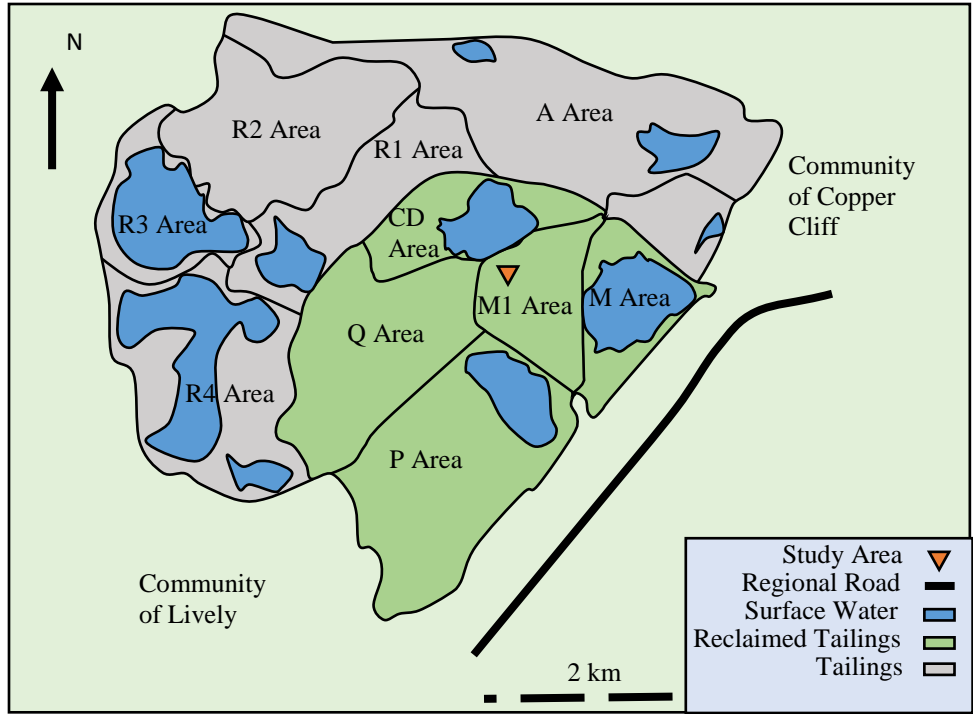 N
R2 Area
A Area
R1 Area
Community
of Copper
Cliff
R3 Area
CD
Area
M1 Area
M Area
Q Area
R4 Area
P Area
Community
of Lively
2 km
Study Area
Regional Road
Surface Water
Reclaimed Tailings
Tailings